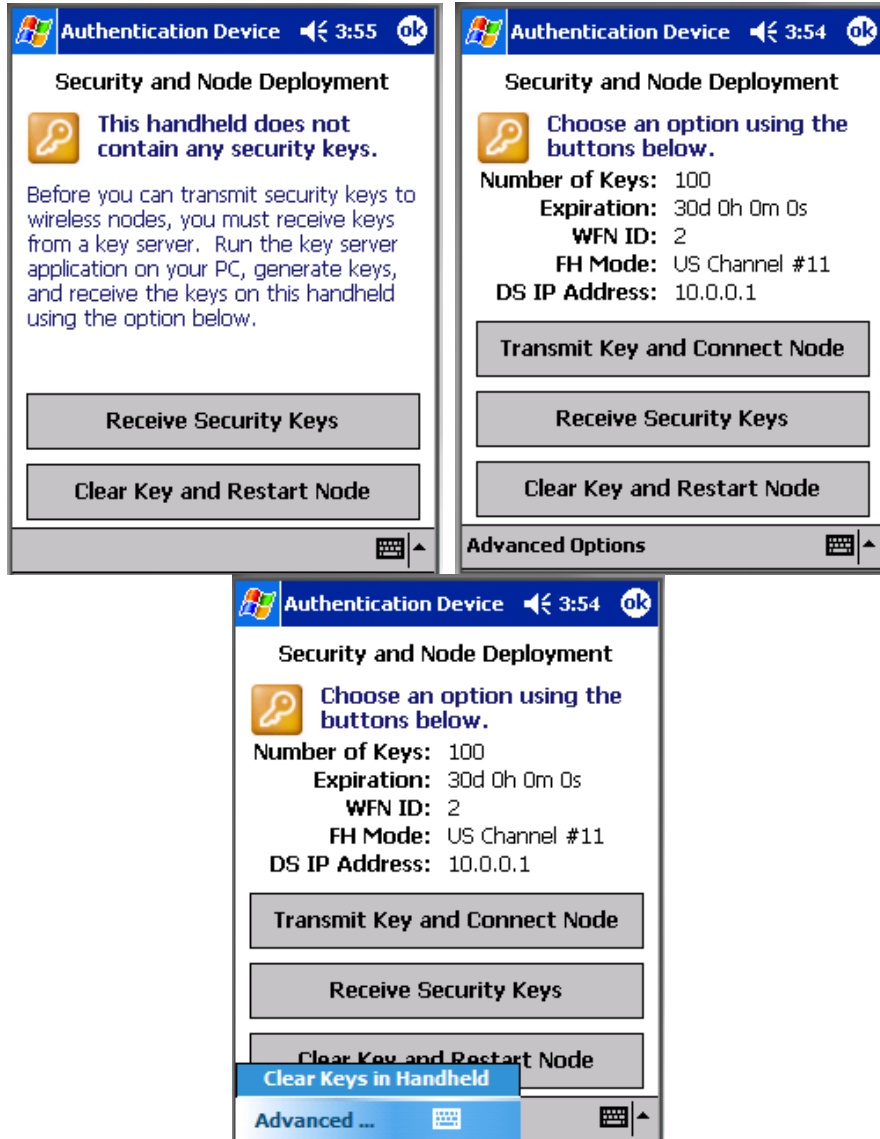 Authentication Device 3:55 ok
Security and Node Deployment
This handheld does not
contain any security keys.
Before you can transmit security keys to
wireless nodes, you must receive keys
from a key server. Run the key server
application on your PC, generate keys,
and receive the keys on this handheld
using the option below.
Receive Security Keys
Clear Key and Restart Node
Authentication Device 3:54 ok
Security and Node Deployment
Choose an option using the
buttons below.
Number of Keys: 100
Expiration: 30d 0h 0m 0s
WFN ID: 2
FH Mode: US Channel #11
DS IP Address: 10.0.0.1
Transmit Key and Connect Node
Receive Security Keys
Clear Key and Restart Node
Advanced Options
Authentication Device 3:54 ok
Security and Node Deployment
Choose an option using the
buttons below.
Number of Keys: 100
Expiration: 30d 0h 0m 0s
WFN ID: 2
FH Mode: US Channel #11
DS IP Address: 10.0.0.1
Transmit Key and Connect Node
Receive Security Keys
Clear Key and Restart Node
Clear Keys in Handheld
Advanced ...